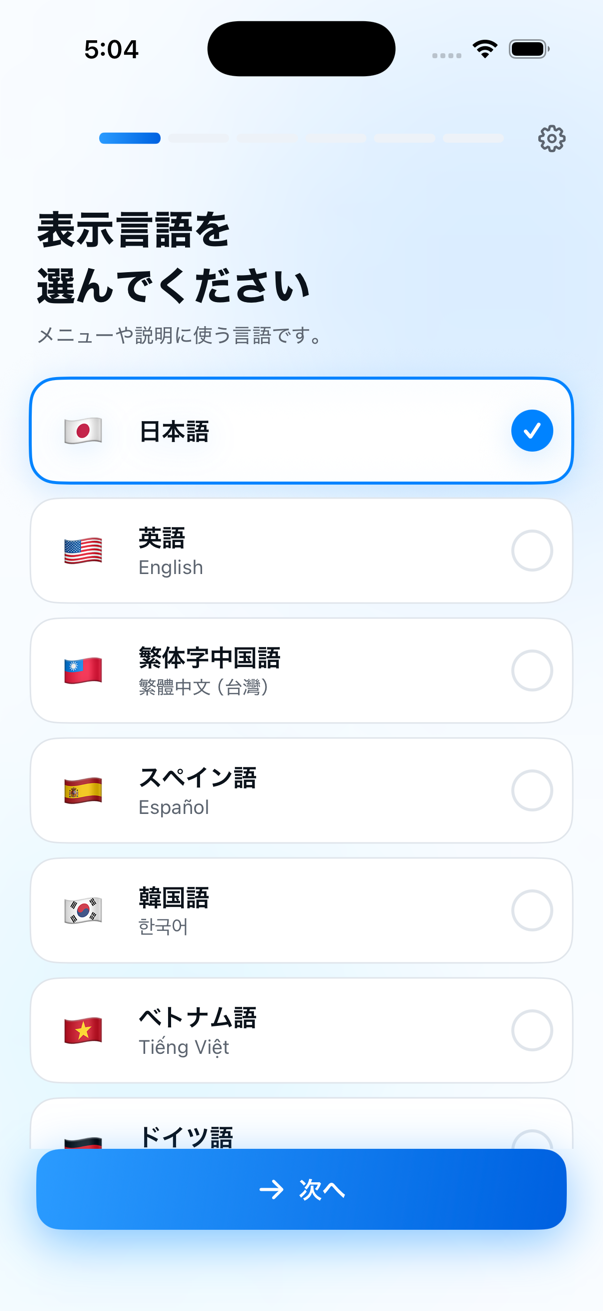 5:04
表示言語を
選んでください
メニューや説明に使う言語です。
日本語
英語
English
繁体字中国語
繁體中文（台灣）
スペイン語
Español
韓国語
한국어
ベトナム語
Tiếng Việt
ドイツ語
→ 次へ